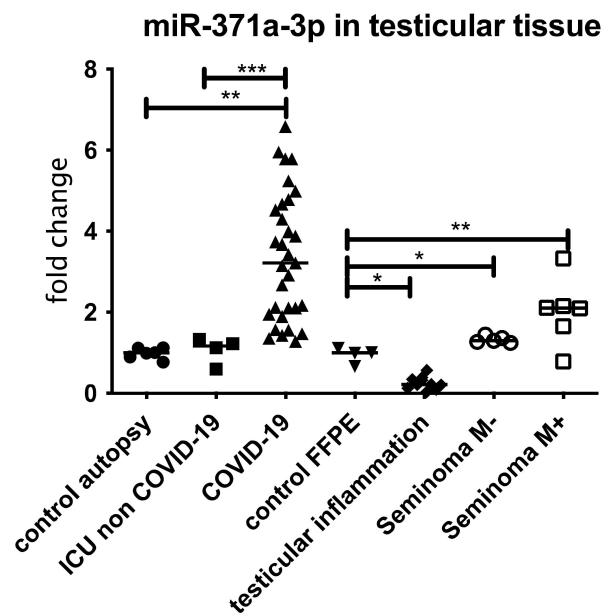 miR-371a-3p in testicular tissue
fold change
8
6
4
2
0
***
**
**
*
*
control autopsy
ICU non COVID-19
COVID-19
control FFPE
testicular inflammation
Seminoma M-
Seminoma M+